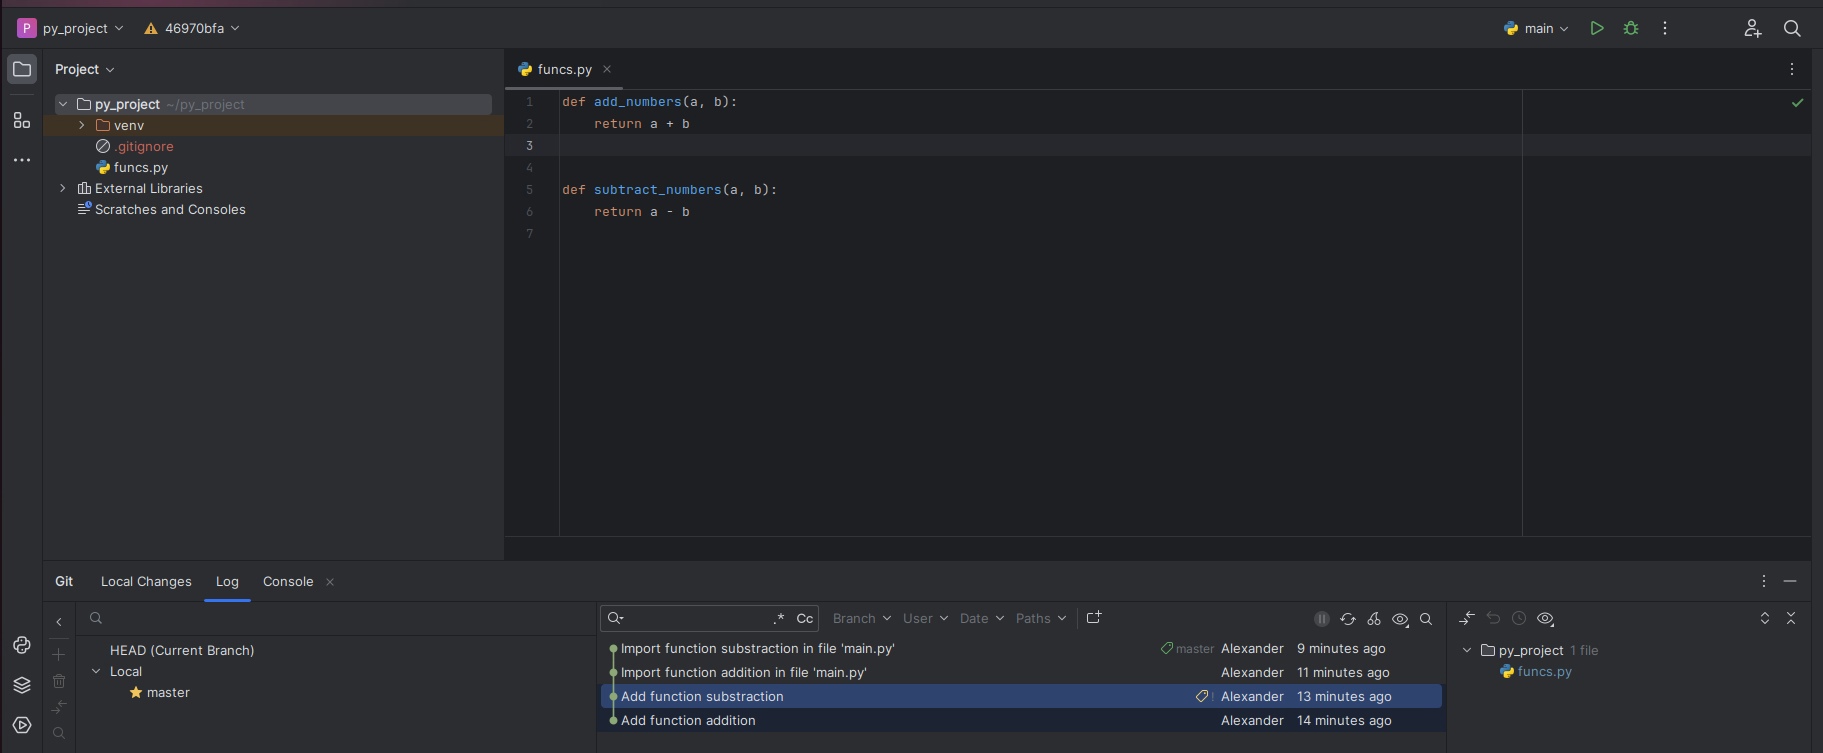 P py_project 46970bfa main
Project
py_project ~/py_project
venv
.gitignore
funcs.py
External Libraries
Scratches and Consoles
funcs.py
1 def add_numbers(a, b):
2     return a + b
3
4
5 def subtract_numbers(a, b):
6     return a - b
7
Git Local Changes Log Console
HEAD (Current Branch)
Local
master
.* Cc Branch User Date Paths
Import function substraction in file 'main.py' master Alexander 9 minutes ago
Import function addition in file 'main.py' Alexander 11 minutes ago
Add function substraction ! Alexander 13 minutes ago
Add function addition Alexander 14 minutes ago
py_project 1 file
funcs.py